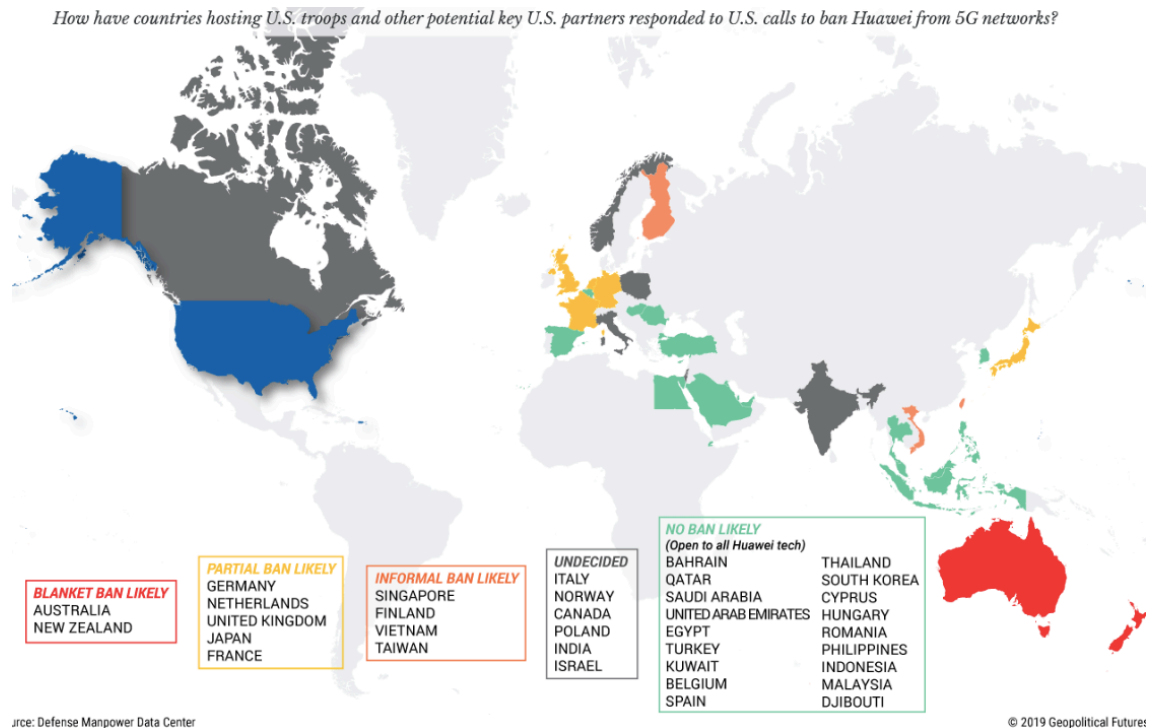 How have countries hosting U.S. troops and other potential key U.S. partners responded to U.S. calls to ban Huawei from 5G networks?
BLANKET BAN LIKELY
AUSTRALIA
NEW ZEALAND
PARTIAL BAN LIKELY
GERMANY
NETHERLANDS
UNITED KINGDOM
JAPAN
FRANCE
INFORMAL BAN LIKELY
SINGAPORE
FINLAND
VIETNAM
TAIWAN
UNDECIDED
ITALY
NORWAY
CANADA
POLAND
INDIA
ISRAEL
NO BAN LIKELY
(Open to all Huawei tech)
BAHRAIN
QATAR
SAUDI ARABIA
UNITED ARAB EMIRATES
EGYPT
TURKEY
KUWAIT
BELGIUM
SPAIN
THAILAND
SOUTH KOREA
CYPRUS
HUNGARY
ROMANIA
PHILIPPINES
INDONESIA
MALAYSIA
DJIBOUTI
urce: Defense Manpower Data Center
© 2019 Geopolitical Futures